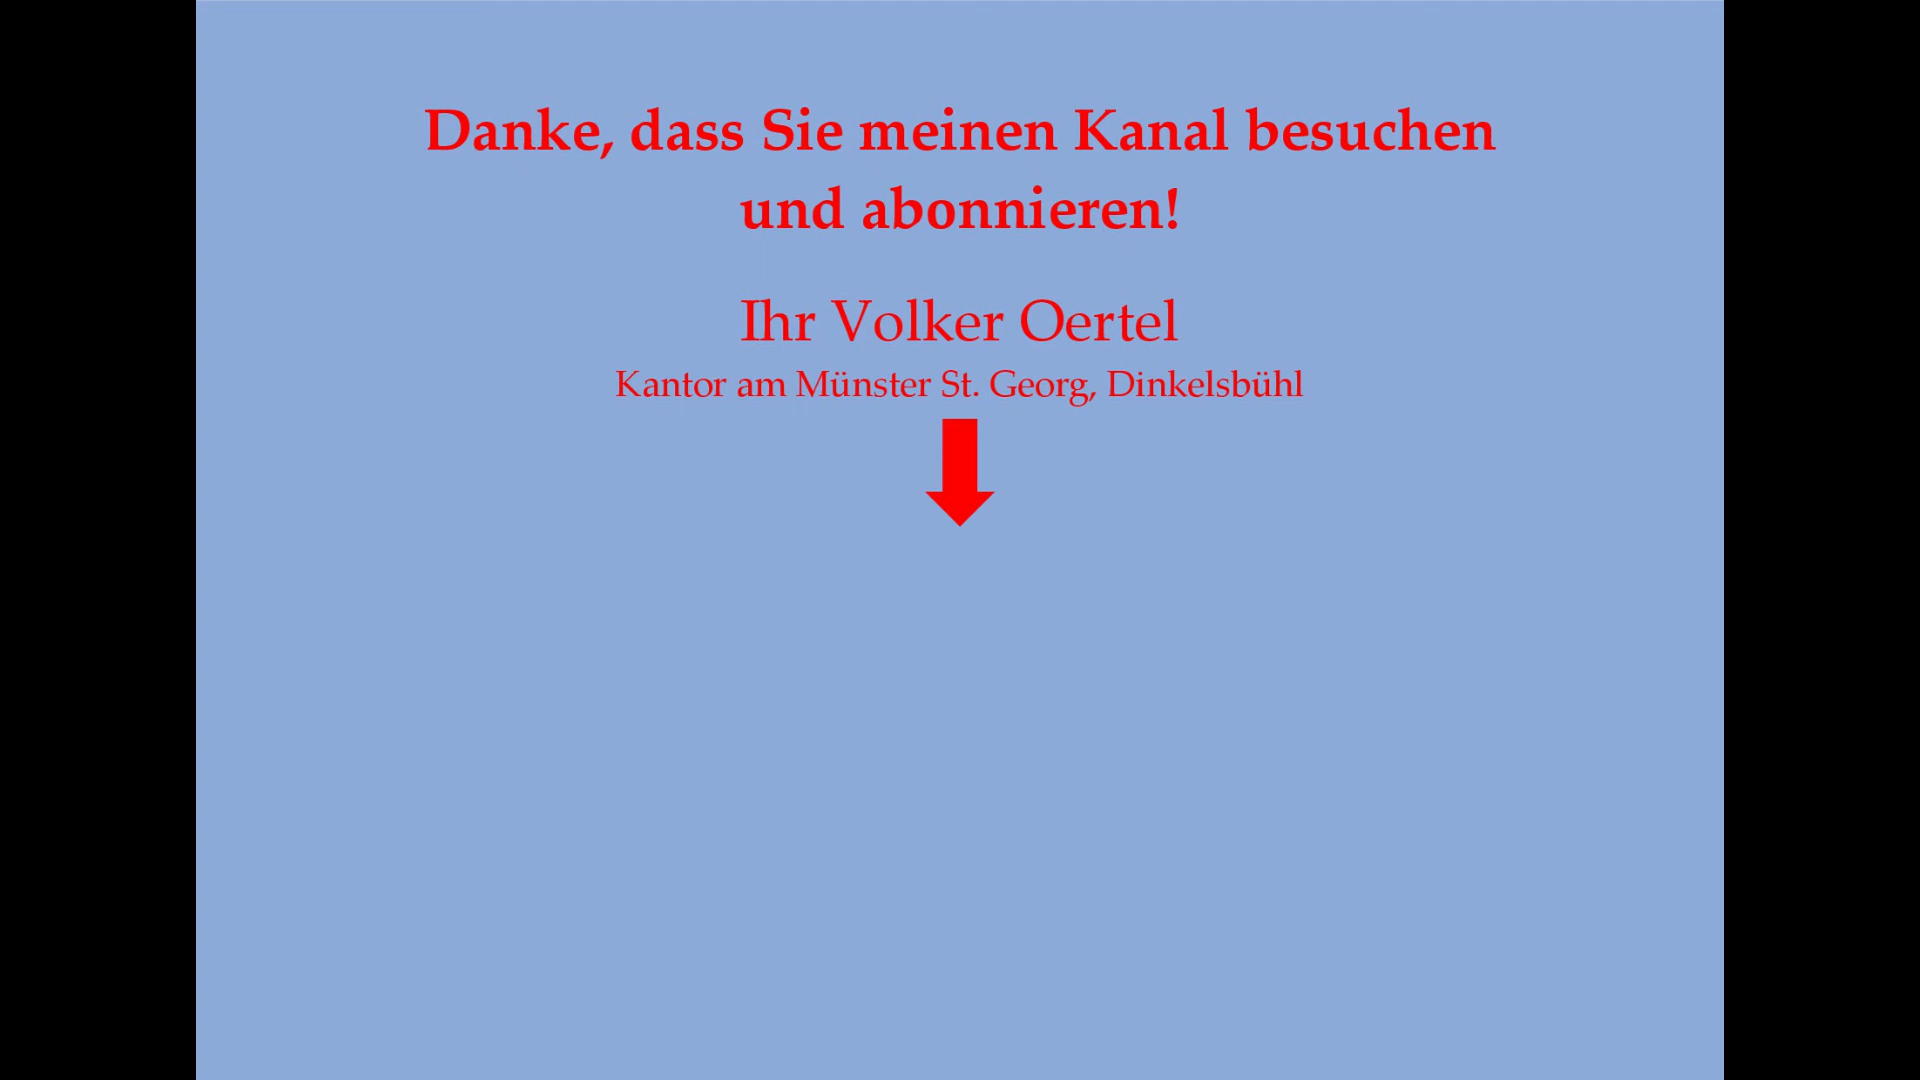 Danke, dass Sie meinen Kanal besuchen
und abonnieren!
Ihr Volker Oertel
Kantor am Münster St. Georg, Dinkelsbühl